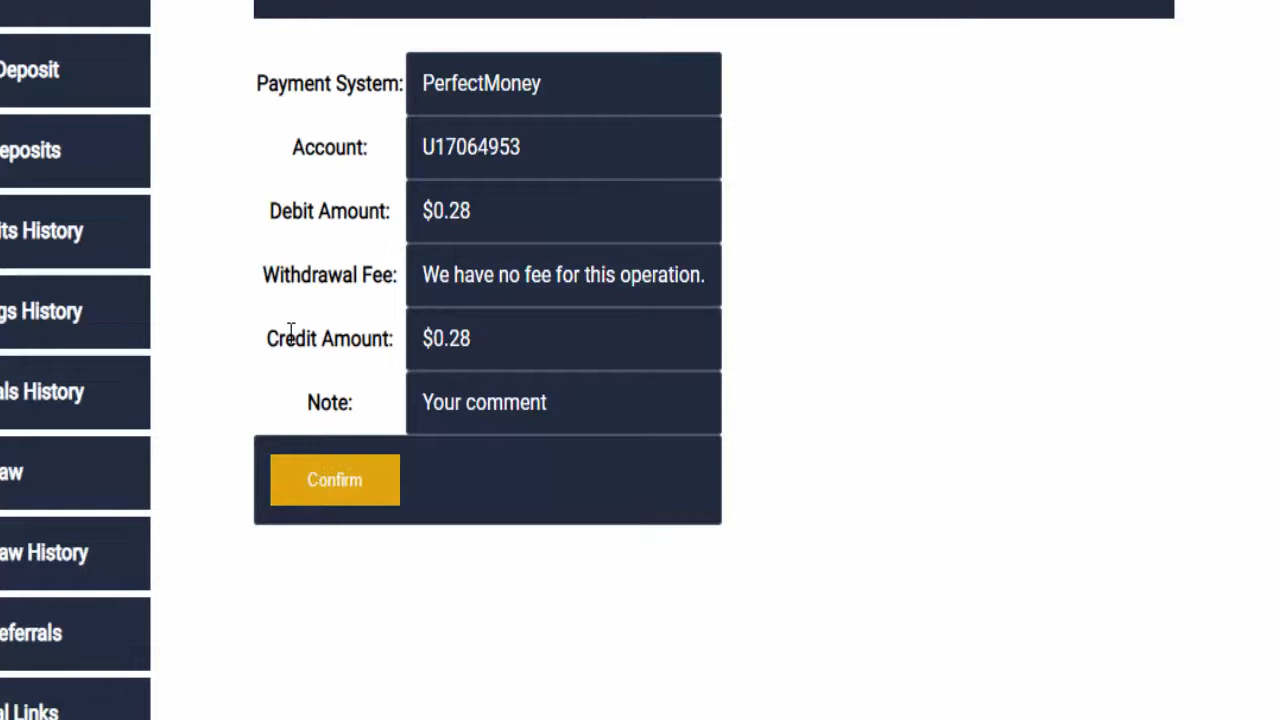 Deposit
eposits
its History
gs History
als History
aw
aw History
eferrals
al Links
Payment System: PerfectMoney
Account: U17064953
Debit Amount: $0.28
Withdrawal Fee: We have no fee for this operation.
Credit Amount: $0.28
Note: Your comment
Confirm